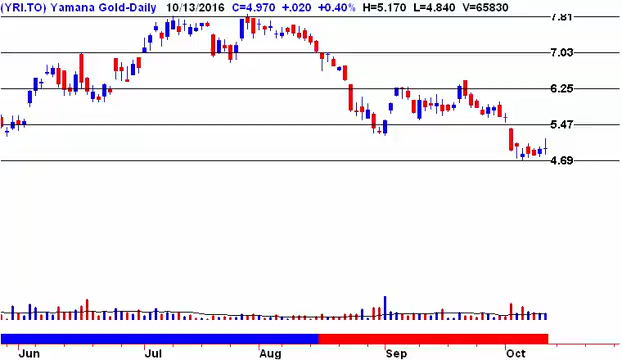 (YRI.TO) Yamana Gold-Daily 10/13/2016 C=4.970 +.020 +0.40% H=5.170 L=4.840 V=65830
7.81
7.03
6.25
5.47
4.69
Jun Jul Aug Sep Oct